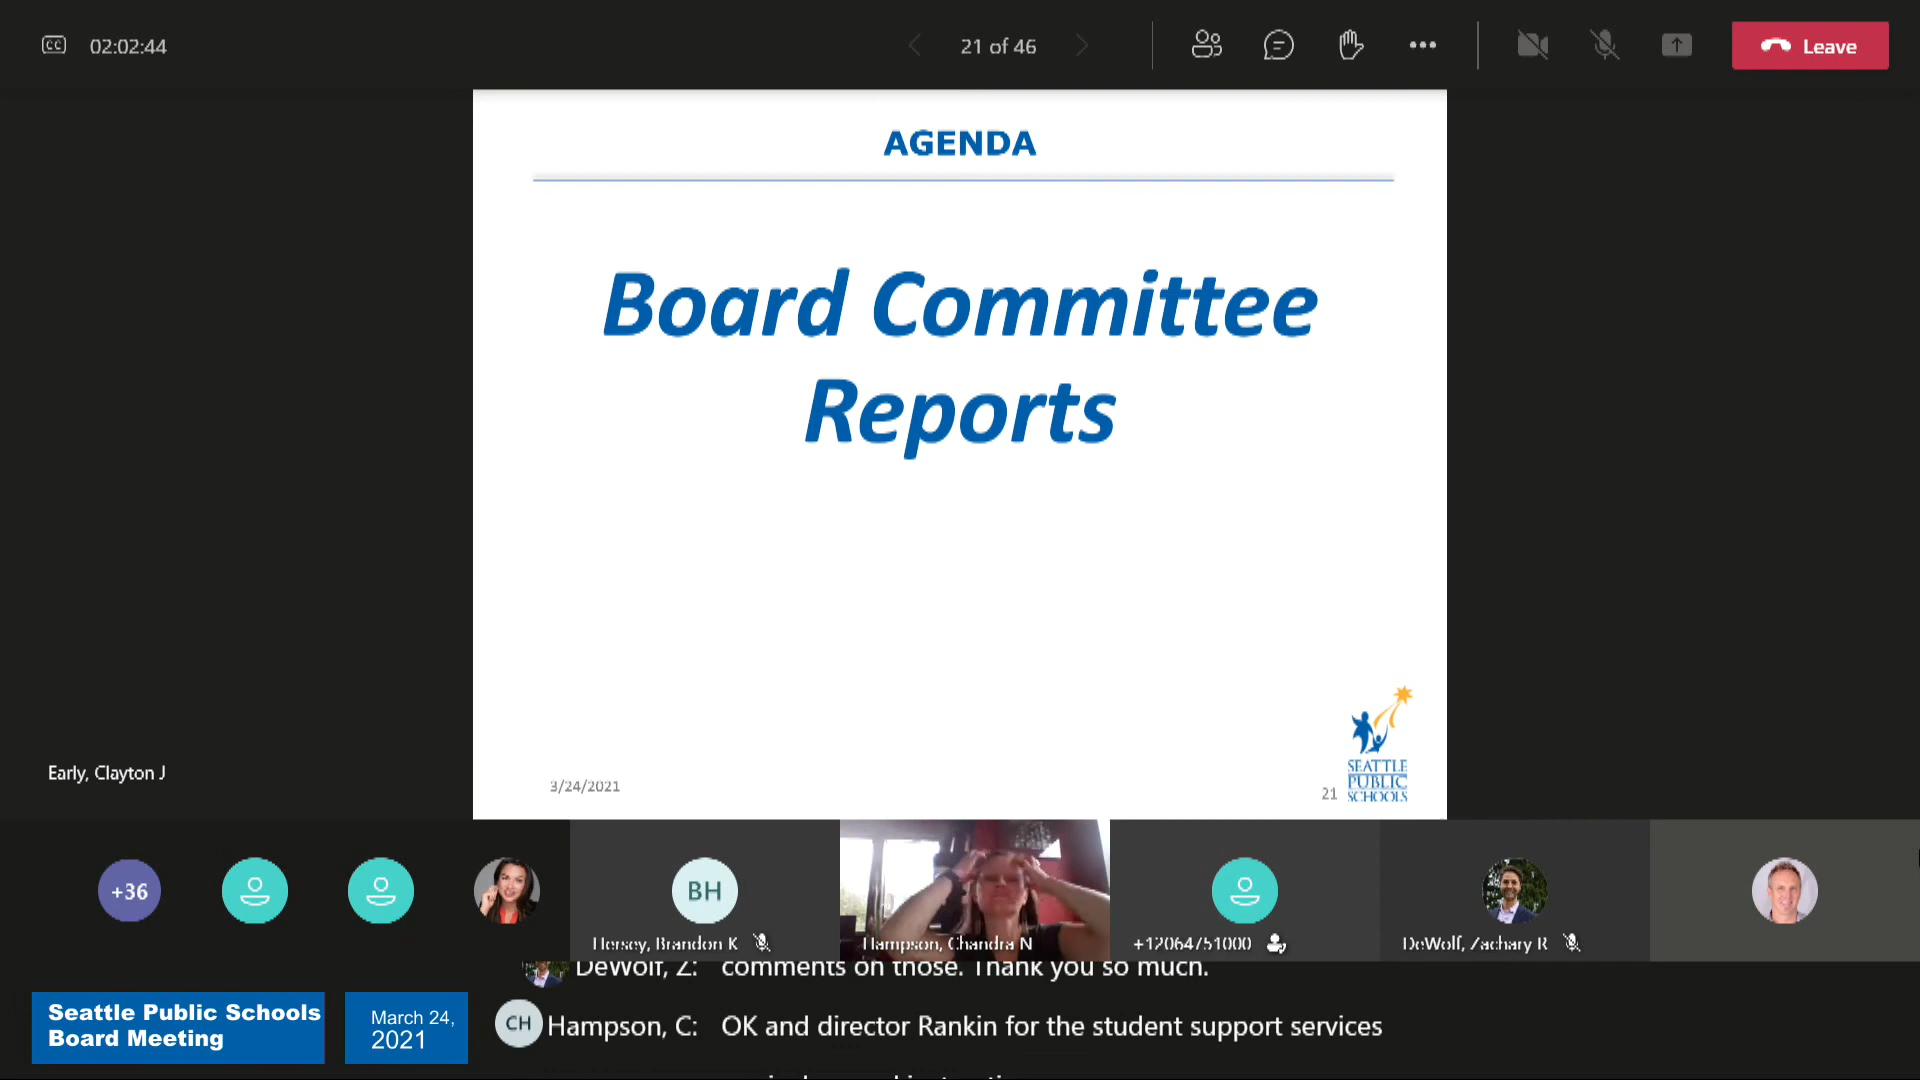 CC 02:02:44
21 of 46
Leave
AGENDA
Board Committee
Reports
3/24/2021
21
SEATTLE
PUBLIC
SCHOOLS
Early, Clayton J
+36
BH
Hersey, Brandon K
Hampson, Chandra N
+12064751000
DeWolf, Zachary R
DeWolf, Z: comments on those. Thank you so much.
CH Hampson, C: OK and director Rankin for the student support services
Seattle Public Schools
Board Meeting
March 24,
2021